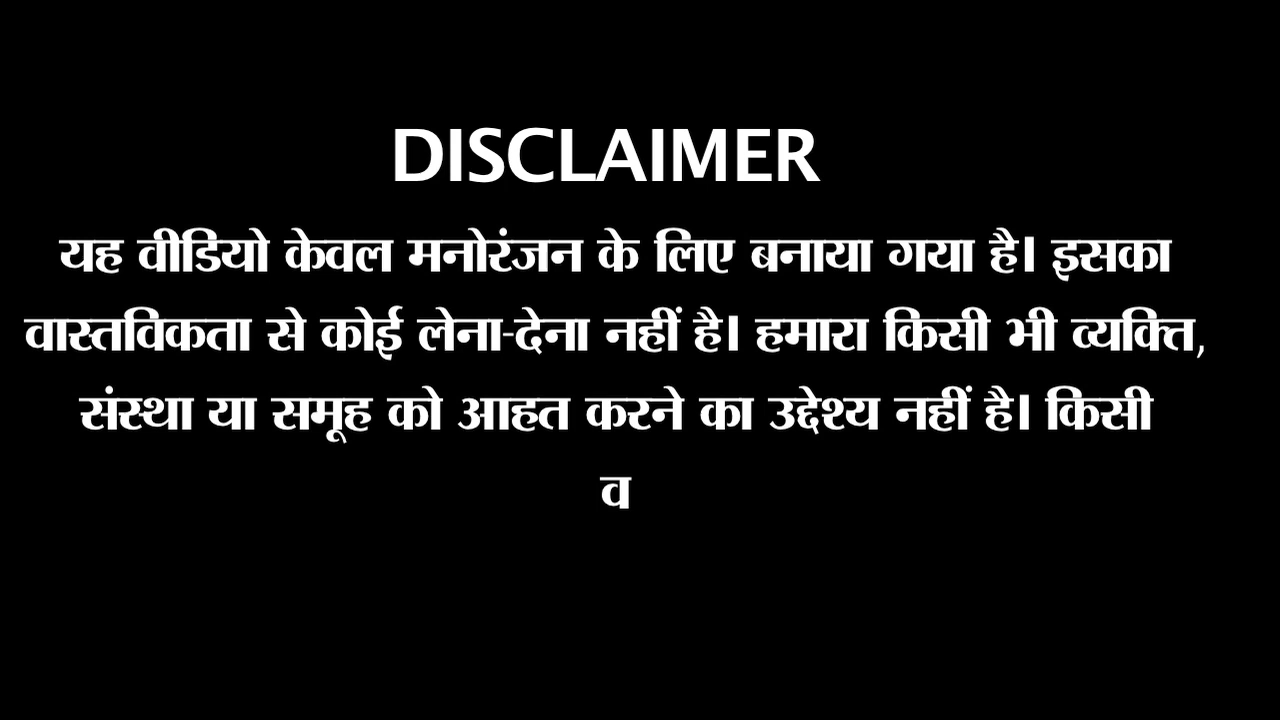 DISCLAIMER
यह वीडियो केवल मनोरंजन के लिए बनाया गया है। इसका
वास्तविकता से कोई लेना-देना नहीं है। हमारा किसी भी व्यक्ति,
संस्था या समूह को आहत करने का उद्देश्य नहीं है। किसी
व